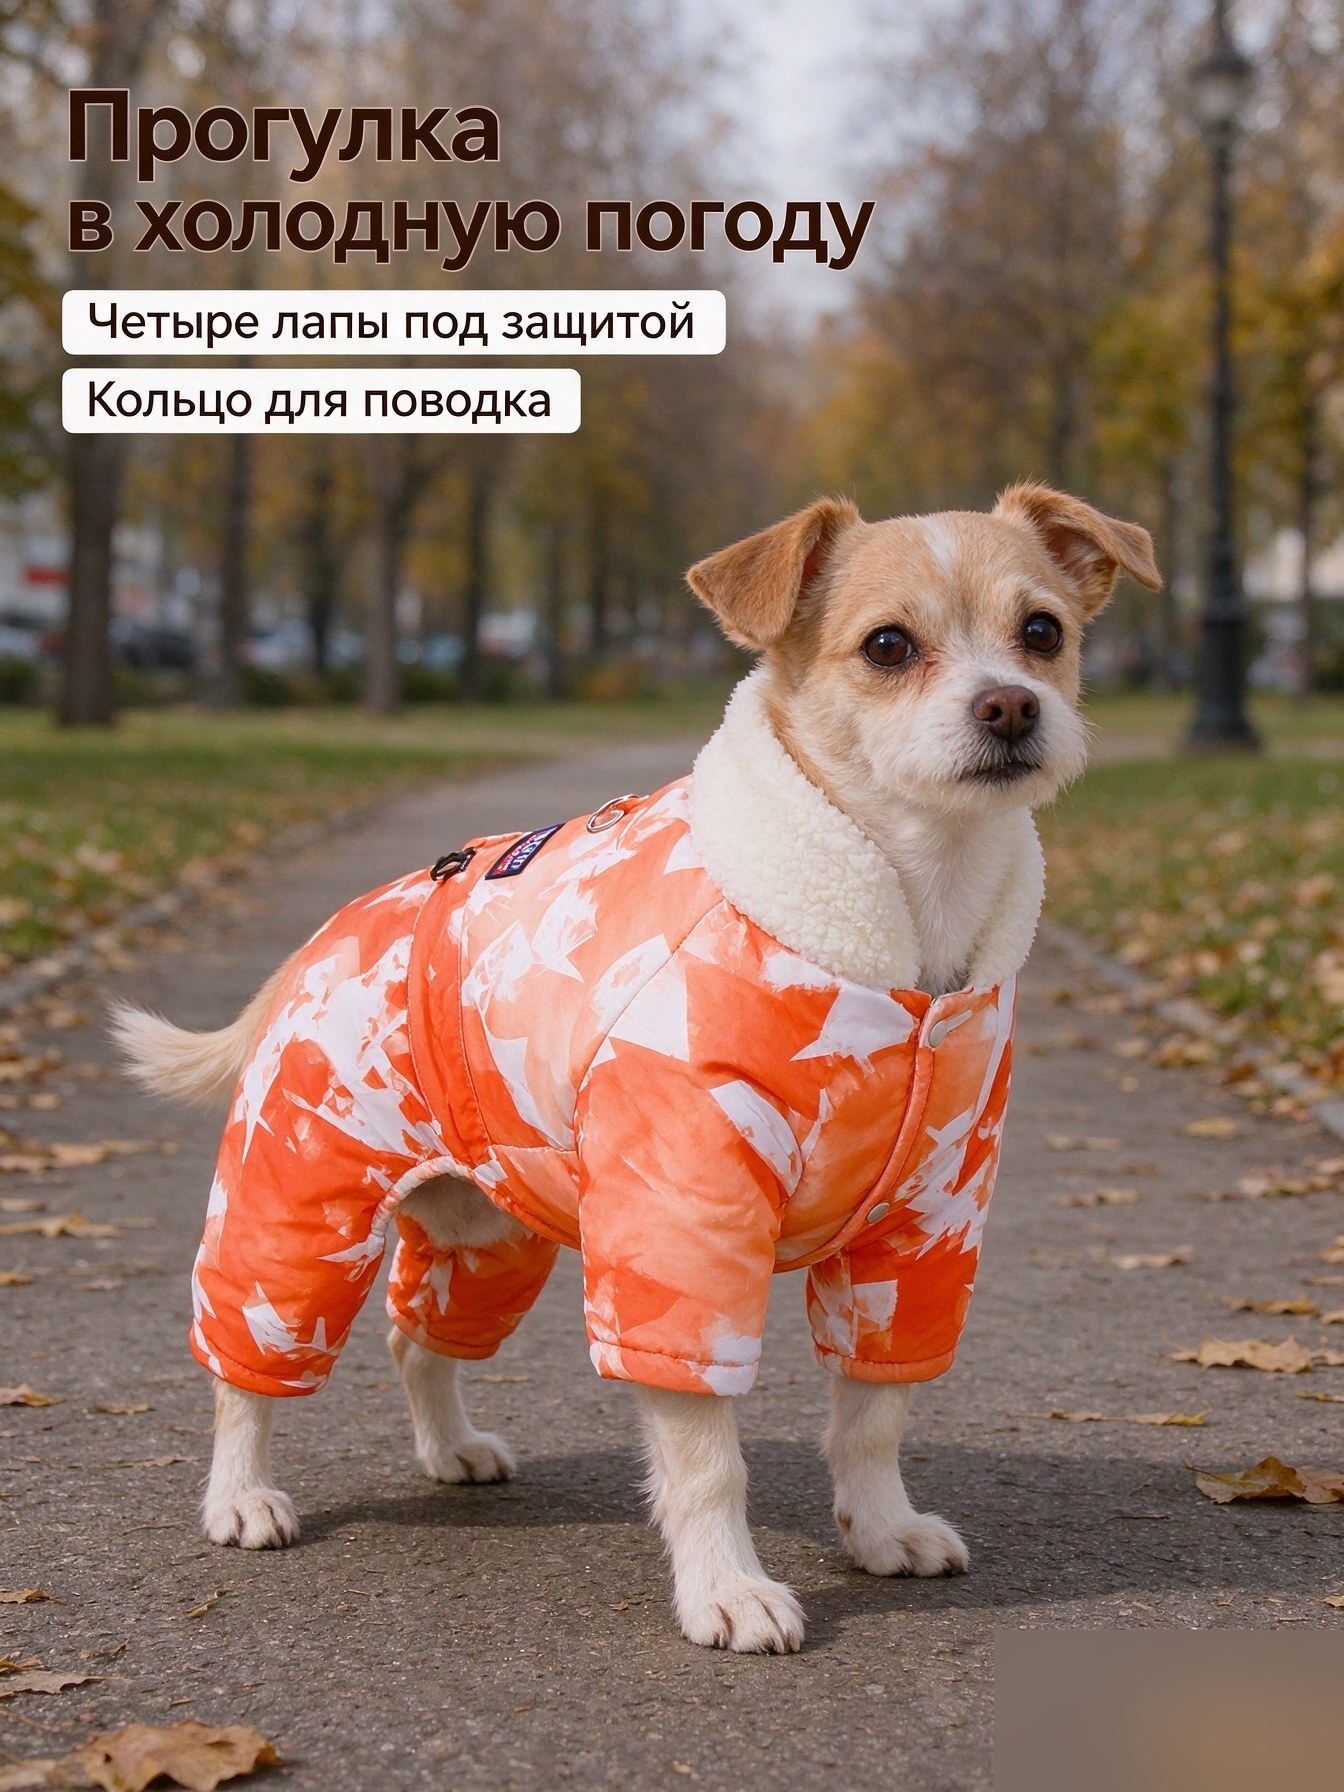 Прогулка
в холодную погоду
Четыре лапы под защитой
Кольцо для поводка